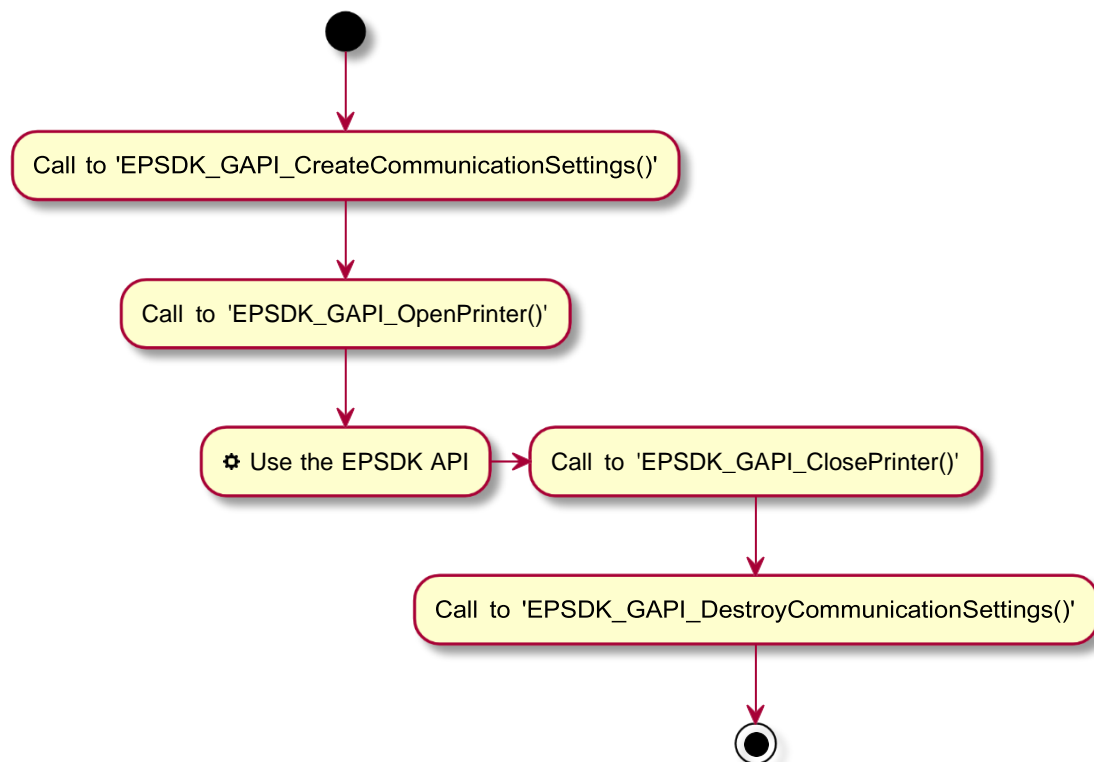 Call to 'EPSDK_GAPI_CreateCommunicationSettings()'
Call to 'EPSDK_GAPI_OpenPrinter()'
Use the EPSDK API
Call to 'EPSDK_GAPI_ClosePrinter()'
Call to 'EPSDK_GAPI_DestroyCommunicationSettings()'